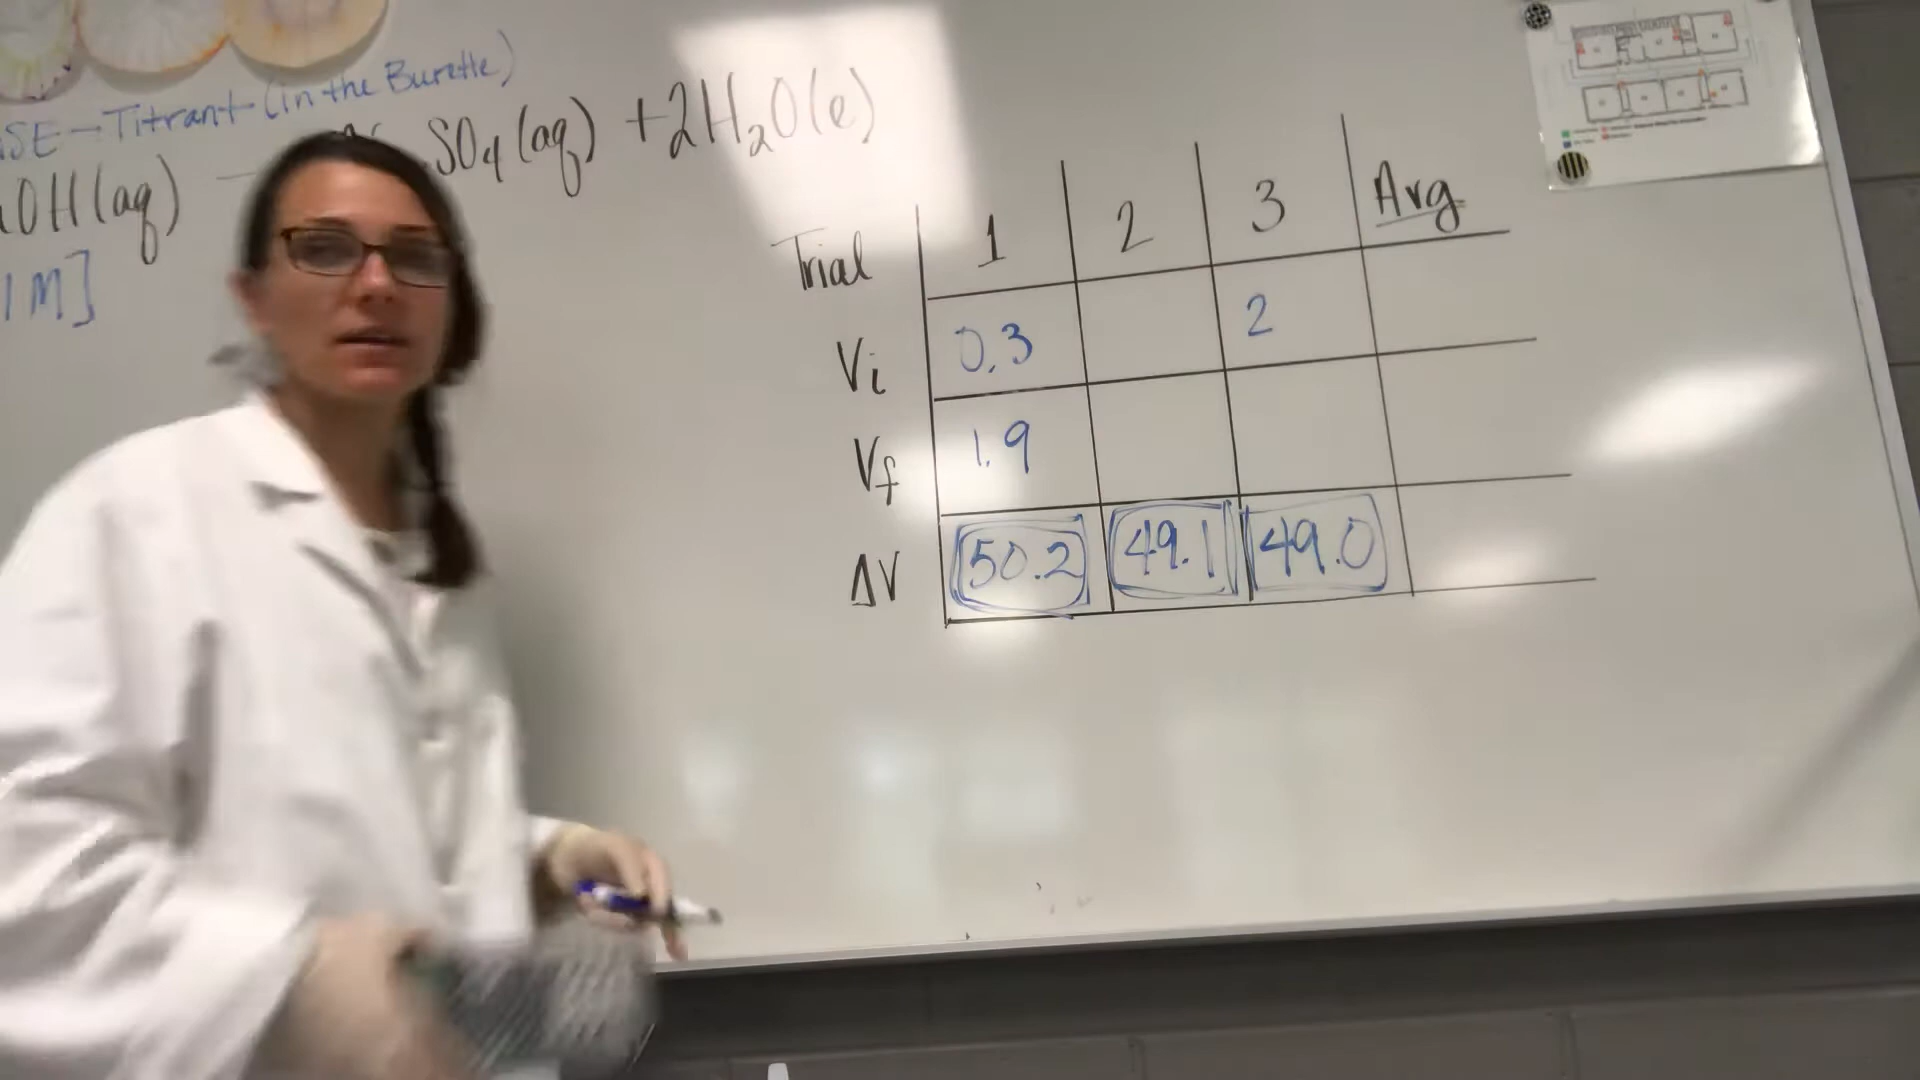 SE – Titrant (in the Burette)
OH(aq) SO4 (aq) + 2H2O(l)
1M]
Trial 1 2 3 Avg
Vi 0.3 2
Vf 1.9
ΔV 50.2 49.1 49.0